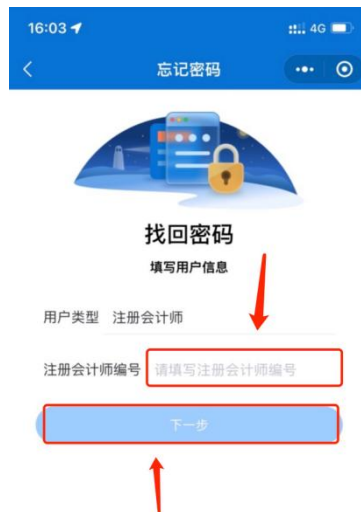 16:03 4G
忘记密码
找回密码
填写用户信息
用户类型 注册会计师
注册会计师编号 请填写注册会计师编号
下一步